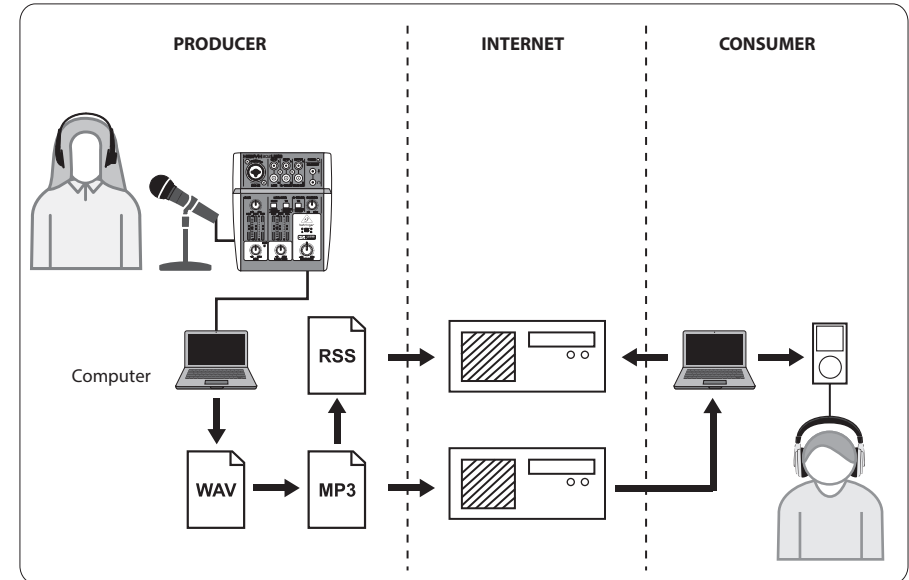 PRODUCER
INTERNET
CONSUMER
Computer
RSS
WAV
MP3